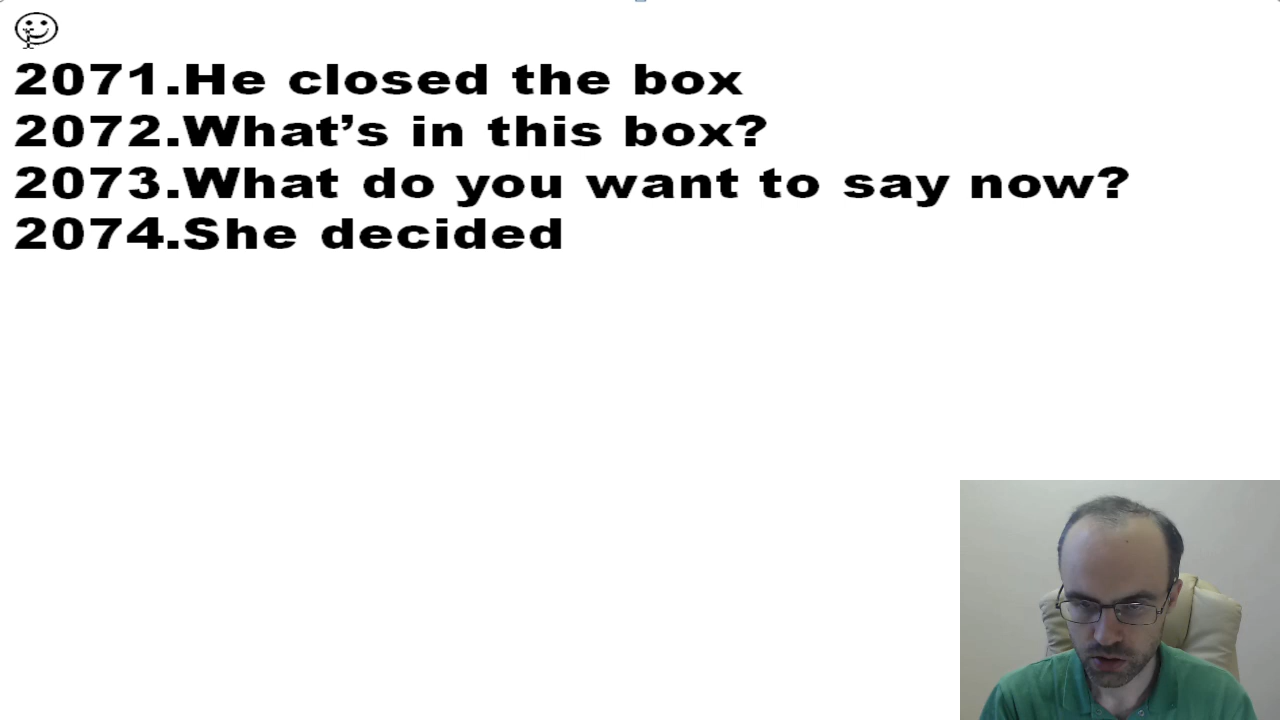 2071.He closed the box
2072.What’s in this box?
2073.What do you want to say now?
2074.She decided